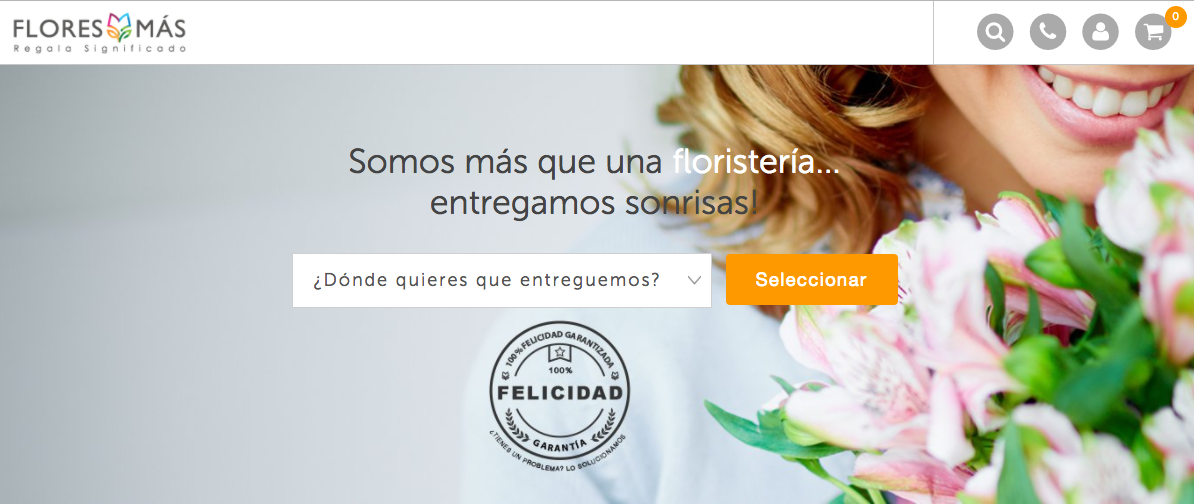 FLORES MÁS
Regala Significado
0
Somos más que una floristería...
entregamos sonrisas!
¿Dónde quieres que entreguemos?
Seleccionar
100% FELICIDAD GARANTIZADA
100%
FELICIDAD
GARANTÍA
¿TIENES UN PROBLEMA? LO SOLUCIONAMOS